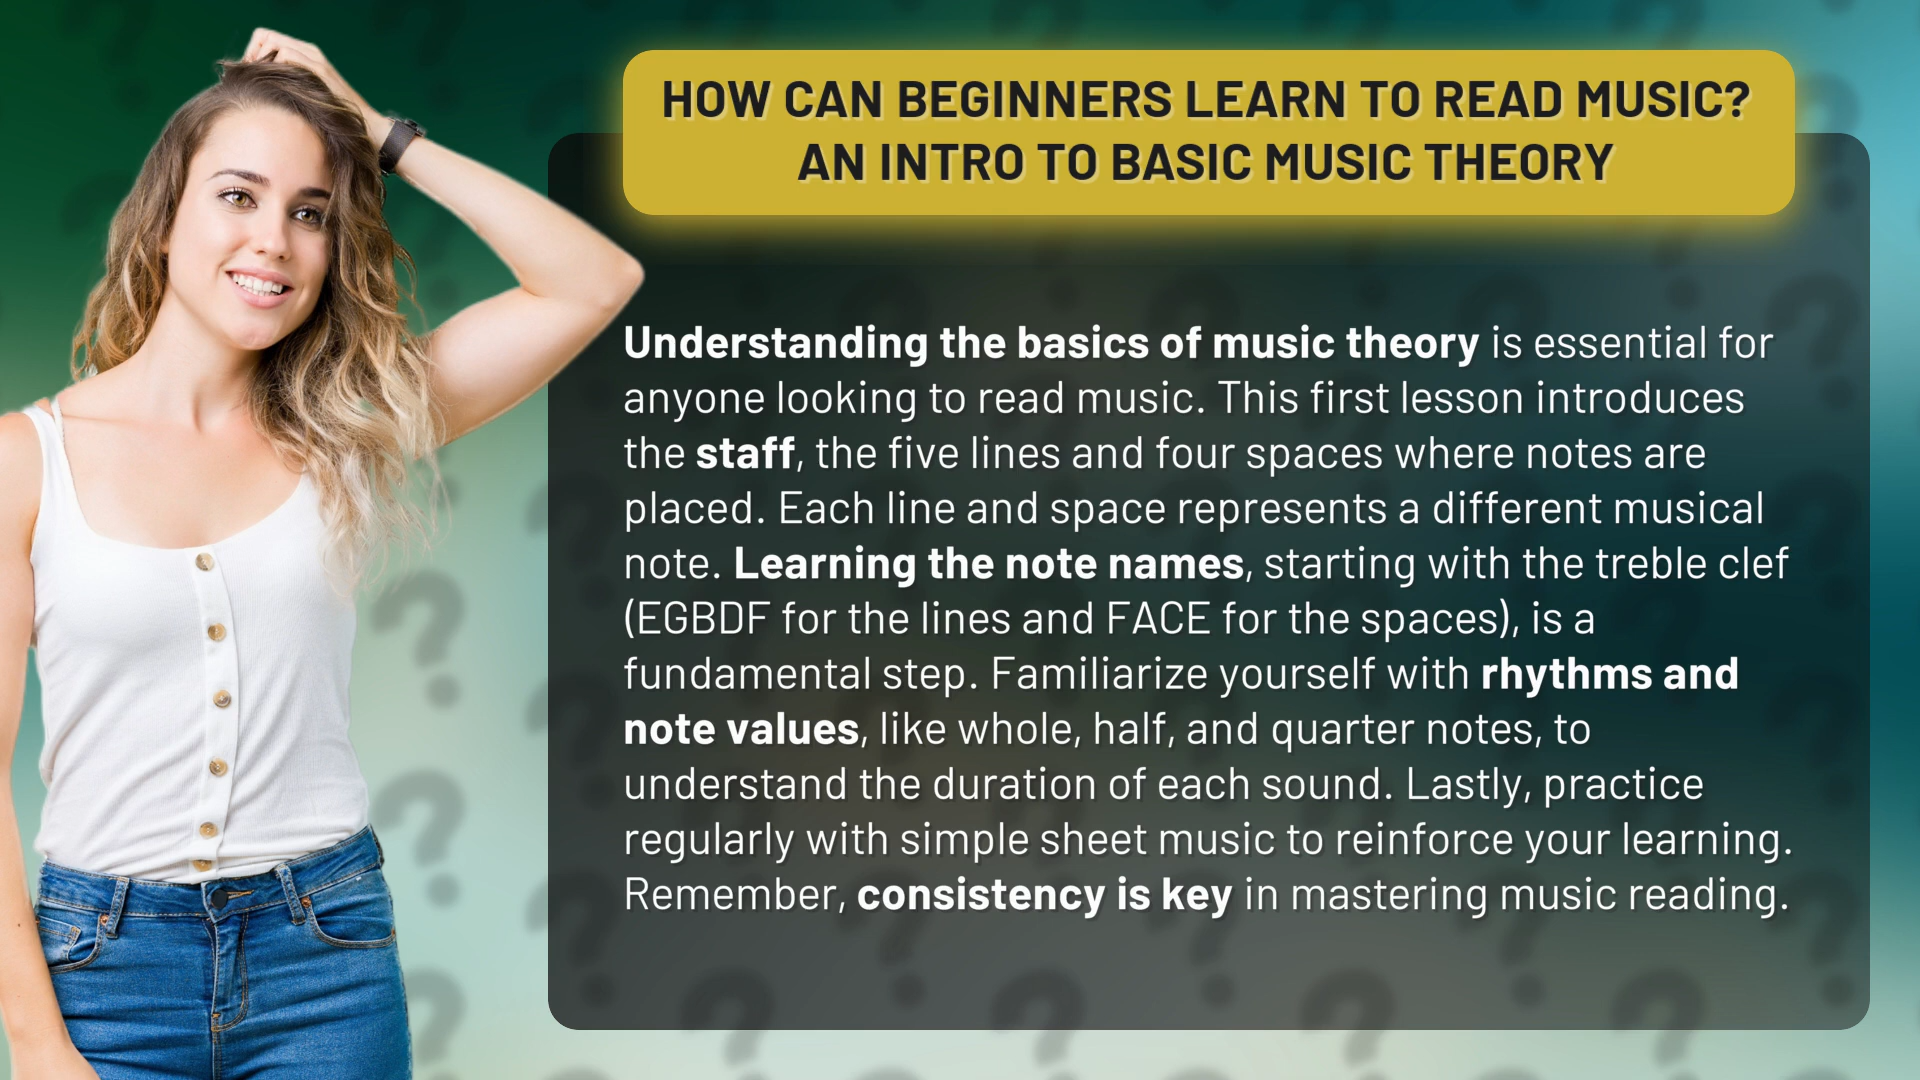 HOW CAN BEGINNERS LEARN TO READ MUSIC?
AN INTRO TO BASIC MUSIC THEORY
Understanding the basics of music theory is essential for
anyone looking to read music. This first lesson introduces
the staff, the five lines and four spaces where notes are
placed. Each line and space represents a different musical
note. Learning the note names, starting with the treble clef
(EGBDF for the lines and FACE for the spaces), is a
fundamental step. Familiarize yourself with rhythms and
note values, like whole, half, and quarter notes, to
understand the duration of each sound. Lastly, practice
regularly with simple sheet music to reinforce your learning.
Remember, consistency is key in mastering music reading.